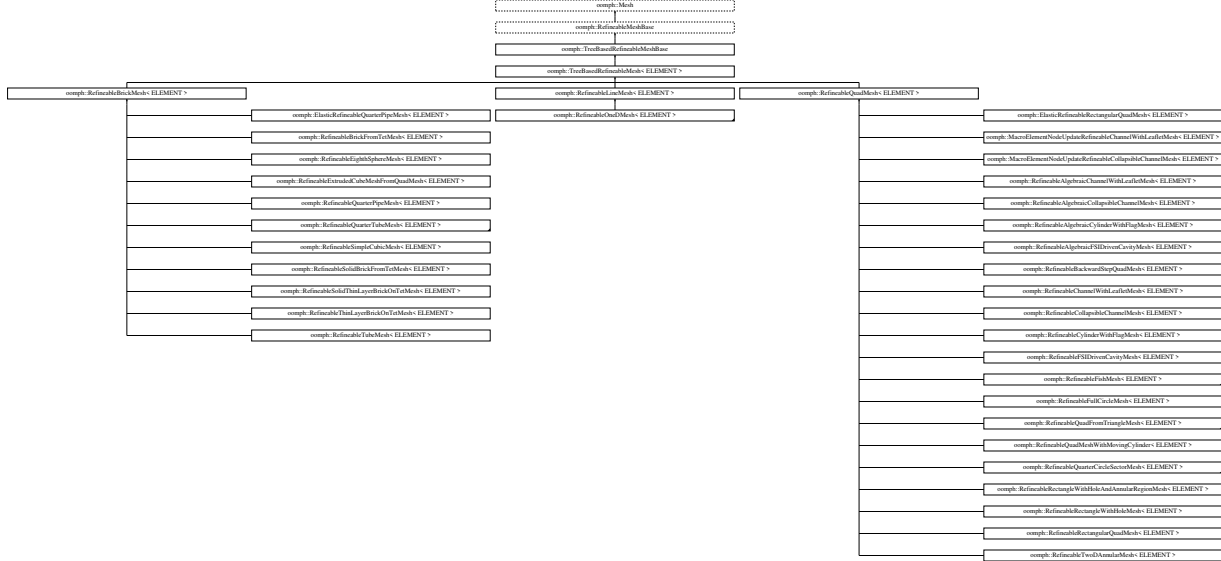 oomph::Mesh
oomph::RefineableMeshBase
oomph::TreeBasedRefineableMeshBase
oomph::TreeBasedRefineableMesh< ELEMENT >
oomph::RefineableBrickMesh< ELEMENT >
oomph::RefineableLineMesh< ELEMENT >
oomph::RefineableQuadMesh< ELEMENT >
oomph::ElasticRefineableQuarterPipeMesh< ELEMENT >
oomph::RefineableOneDMesh< ELEMENT >
oomph::ElasticRefineableRectangularQuadMesh< ELEMENT >
oomph::RefineableBrickFromTetMesh< ELEMENT >
oomph::MacroElementNodeUpdateRefineableChannelWithLeafletMesh< ELEMENT >
oomph::RefineableEighthSphereMesh< ELEMENT >
oomph::MacroElementNodeUpdateRefineableCollapsibleChannelMesh< ELEMENT >
oomph::RefineableExtrudedCubeMeshFromQuadMesh< ELEMENT >
oomph::RefineableAlgebraicChannelWithLeafletMesh< ELEMENT >
oomph::RefineableQuarterPipeMesh< ELEMENT >
oomph::RefineableAlgebraicCollapsibleChannelMesh< ELEMENT >
oomph::RefineableQuarterTubeMesh< ELEMENT >
oomph::RefineableAlgebraicCylinderWithFlagMesh< ELEMENT >
oomph::RefineableSimpleCubicMesh< ELEMENT >
oomph::RefineableAlgebraicFSIDrivenCavityMesh< ELEMENT >
oomph::RefineableSolidBrickFromTetMesh< ELEMENT >
oomph::RefineableBackwardStepQuadMesh< ELEMENT >
oomph::RefineableSolidThinLayerBrickOnTetMesh< ELEMENT >
oomph::RefineableChannelWithLeafletMesh< ELEMENT >
oomph::RefineableThinLayerBrickOnTetMesh< ELEMENT >
oomph::RefineableCollapsibleChannelMesh< ELEMENT >
oomph::RefineableTubeMesh< ELEMENT >
oomph::RefineableCylinderWithFlagMesh< ELEMENT >
oomph::RefineableFSIDrivenCavityMesh< ELEMENT >
oomph::RefineableFishMesh< ELEMENT >
oomph::RefineableFullCircleMesh< ELEMENT >
oomph::RefineableQuadFromTriangleMesh< ELEMENT >
oomph::RefineableQuadMeshWithMovingCylinder< ELEMENT >
oomph::RefineableQuarterCircleSectorMesh< ELEMENT >
oomph::RefineableRectangleWithHoleAndAnnularRegionMesh< ELEMENT >
oomph::RefineableRectangleWithHoleMesh< ELEMENT >
oomph::RefineableRectangularQuadMesh< ELEMENT >
oomph::RefineableTwoDAnnularMesh< ELEMENT >